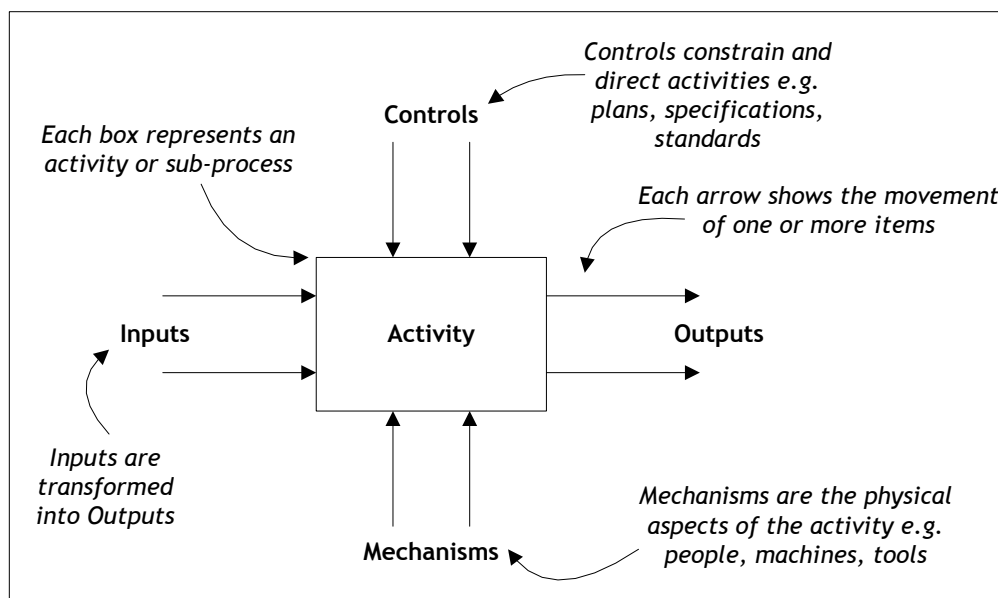 Controls constrain and
direct activities e.g.
plans, specifications,
standards
Controls
Each box represents an
activity or sub-process
Each arrow shows the movement
of one or more items
Inputs
Activity
Outputs
Inputs are
transformed
into Outputs
Mechanisms are the physical
aspects of the activity e.g.
people, machines, tools
Mechanisms